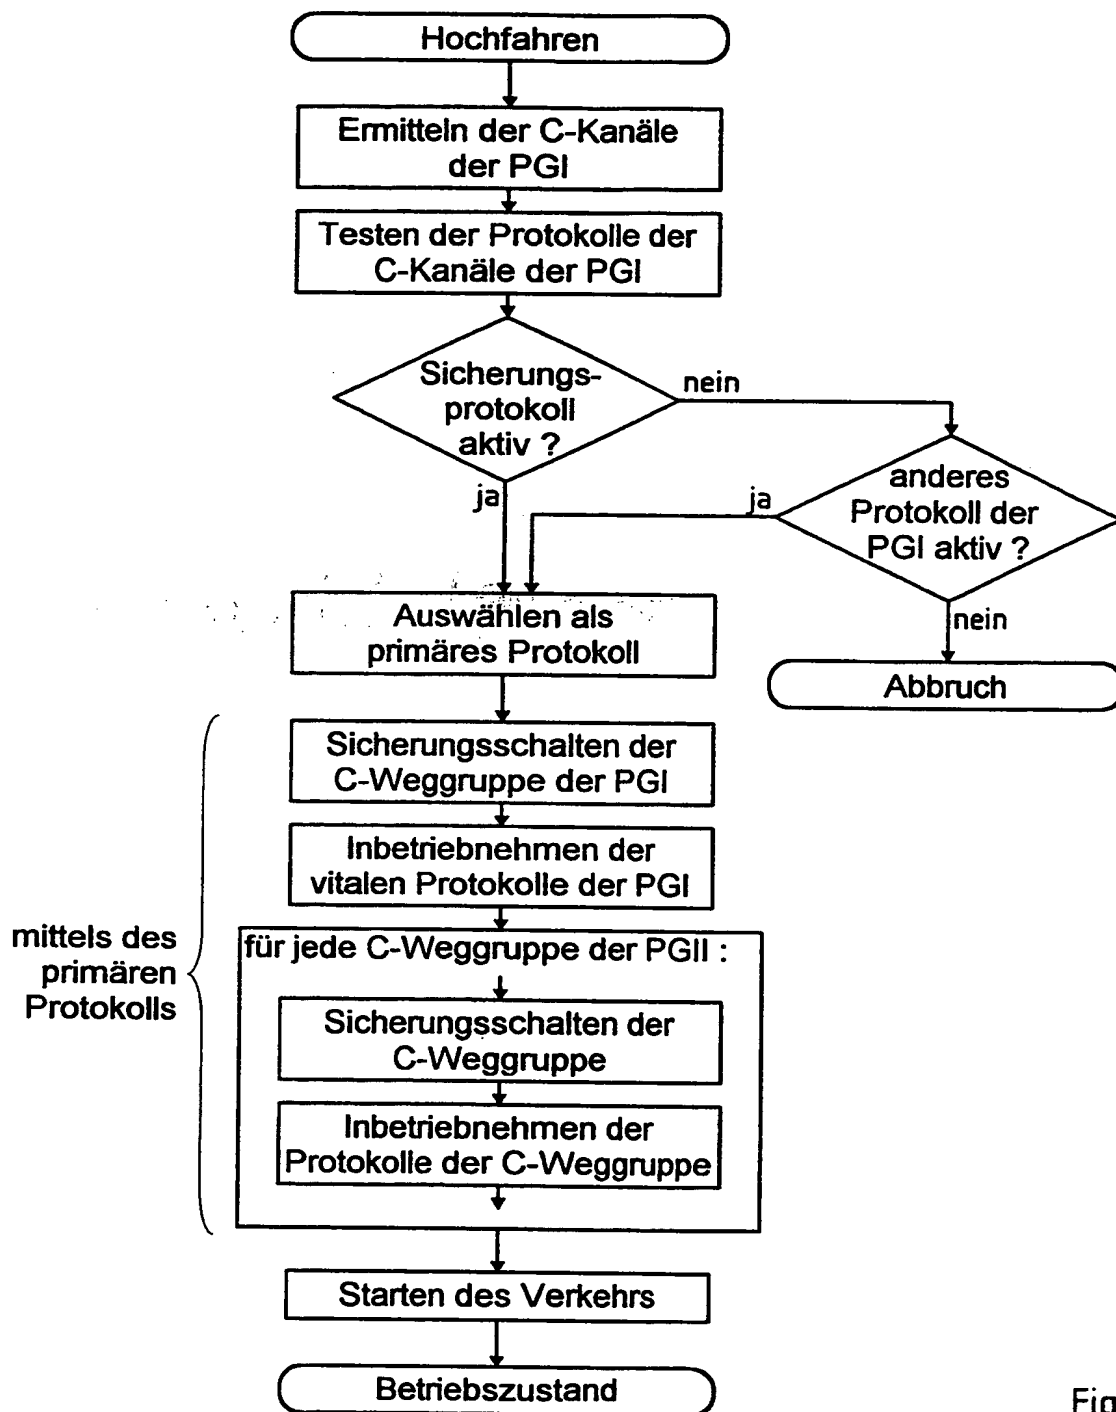 Hochfahren
Ermitteln der C-Kanäle
der PGI
Testen der Protokolle der
C-Kanäle der PGI
Sicherungs-
protokoll
aktiv ?
nein
ja
anderes
Protokoll der
PGI aktiv ?
ja
nein
Auswählen als
primäres Protokoll
Abbruch
Sicherungsschalten der
C-Weggruppe der PGI
Inbetriebnehmen der
vitalen Protokolle der PGI
mittels des
primären
Protokolls
für jede C-Weggruppe der PGII :
Sicherungsschalten der
C-Weggruppe
Inbetriebnehmen der
Protokolle der C-Weggruppe
Starten des Verkehrs
Betriebszustand
Fig